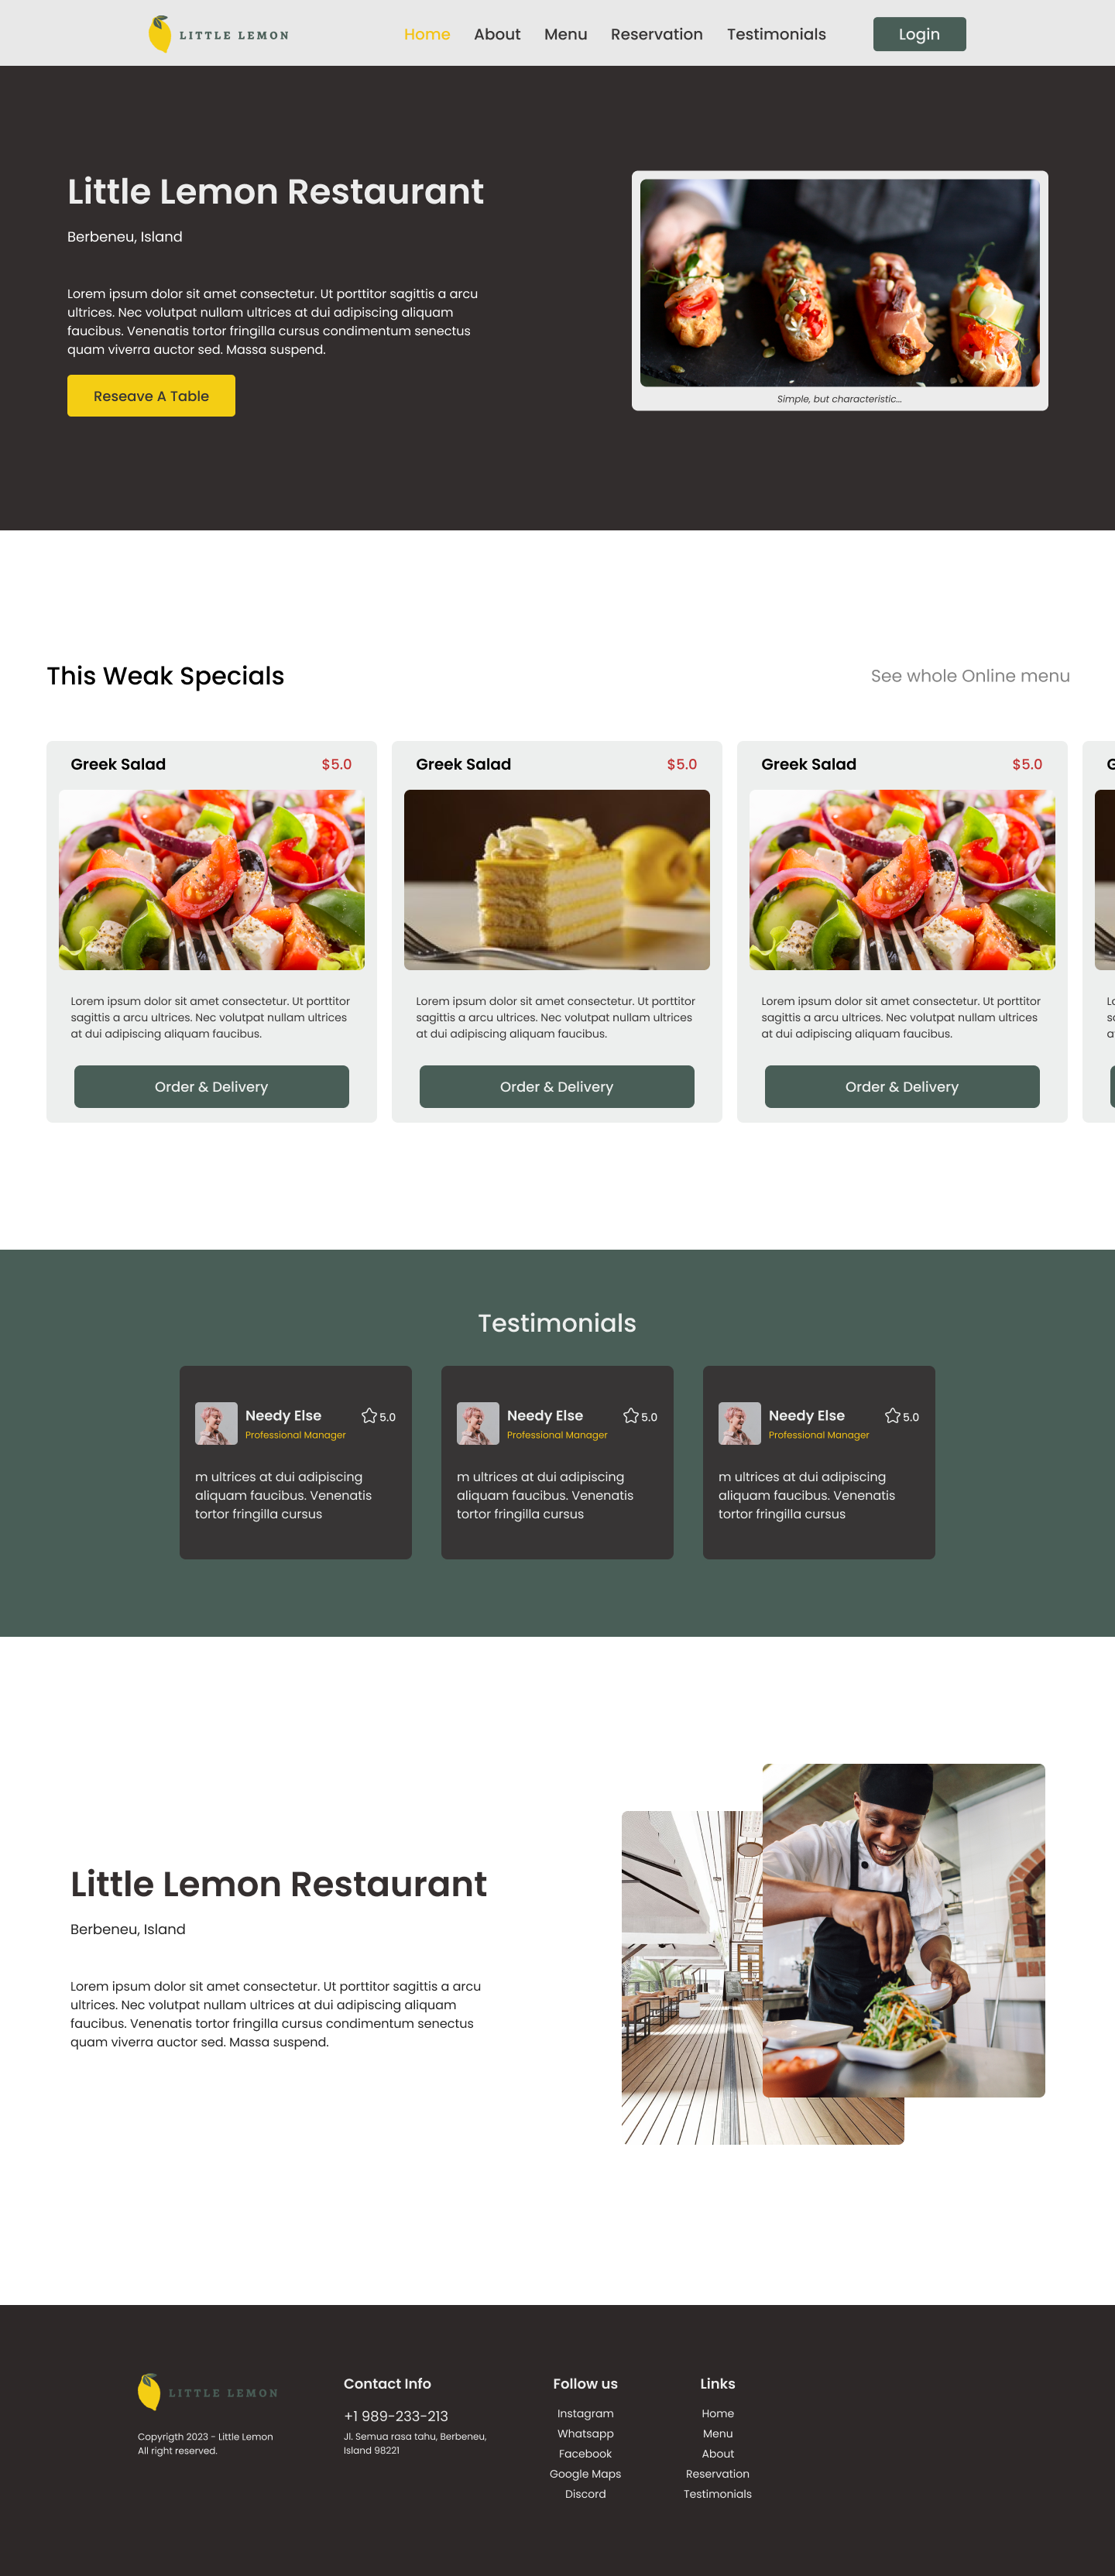 LITTLE LEMON
Home About Menu Reservation Testimonials Login
Little Lemon Restaurant
Berbeneu, Island
Lorem ipsum dolor sit amet consectetur. Ut porttitor sagittis a arcu
ultrices. Nec volutpat nullam ultrices at dui adipiscing aliquam
faucibus. Venenatis tortor fringilla cursus condimentum senectus
quam viverra auctor sed. Massa suspend.
Reseave A Table
Simple, but characteristic...
This Weak Specials
See whole Online menu
Greek Salad $5.0
Lorem ipsum dolor sit amet consectetur. Ut porttitor
sagittis a arcu ultrices. Nec volutpat nullam ultrices
at dui adipiscing aliquam faucibus.
Order & Delivery
Greek Salad $5.0
Lorem ipsum dolor sit amet consectetur. Ut porttitor
sagittis a arcu ultrices. Nec volutpat nullam ultrices
at dui adipiscing aliquam faucibus.
Order & Delivery
Greek Salad $5.0
Lorem ipsum dolor sit amet consectetur. Ut porttitor
sagittis a arcu ultrices. Nec volutpat nullam ultrices
at dui adipiscing aliquam faucibus.
Order & Delivery
Testimonials
Needy Else 5.0
Professional Manager
m ultrices at dui adipiscing
aliquam faucibus. Venenatis
tortor fringilla cursus
Needy Else 5.0
Professional Manager
m ultrices at dui adipiscing
aliquam faucibus. Venenatis
tortor fringilla cursus
Needy Else 5.0
Professional Manager
m ultrices at dui adipiscing
aliquam faucibus. Venenatis
tortor fringilla cursus
Little Lemon Restaurant
Berbeneu, Island
Lorem ipsum dolor sit amet consectetur. Ut porttitor sagittis a arcu
ultrices. Nec volutpat nullam ultrices at dui adipiscing aliquam
faucibus. Venenatis tortor fringilla cursus condimentum senectus
quam viverra auctor sed. Massa suspend.
LITTLE LEMON
Copyrigth 2023 - Little Lemon
All right reserved.
Contact Info
+1 989-233-213
Jl. Semua rasa tahu, Berbeneu,
Island 98221
Follow us
Instagram
Whatsapp
Facebook
Google Maps
Discord
Links
Home
Menu
About
Reservation
Testimonials